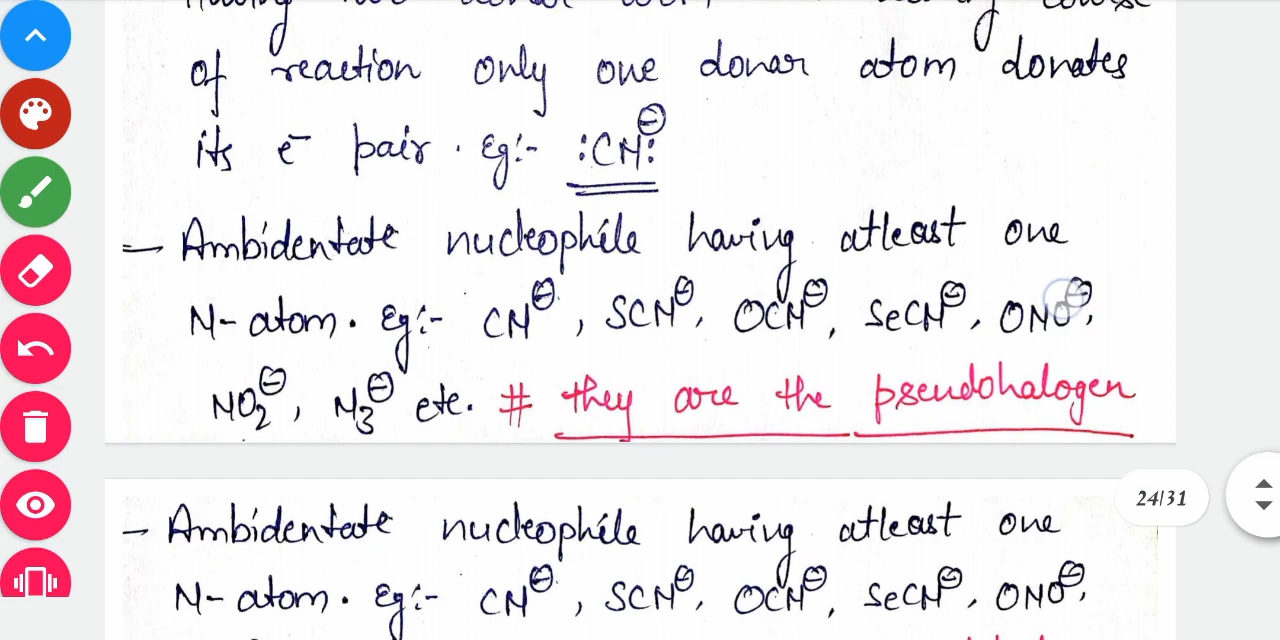 of reaction only one donar atom donates
its e⁻ pair. Eg:- :CN:⊖
= Ambidentate nucleophile having atleast one
N-atom. Eg:- CN⊖, SCN⊖, OCN⊖, SeCN⊖, ONO⊖,
NO₂⊖, N₃⊖ etc. # they are the pseudohalogen
24/31
- Ambidentate nucleophile having atleast one
N-atom. Eg:- CN⊖, SCN⊖, OCN⊖, SeCN⊖, ONO⊖,